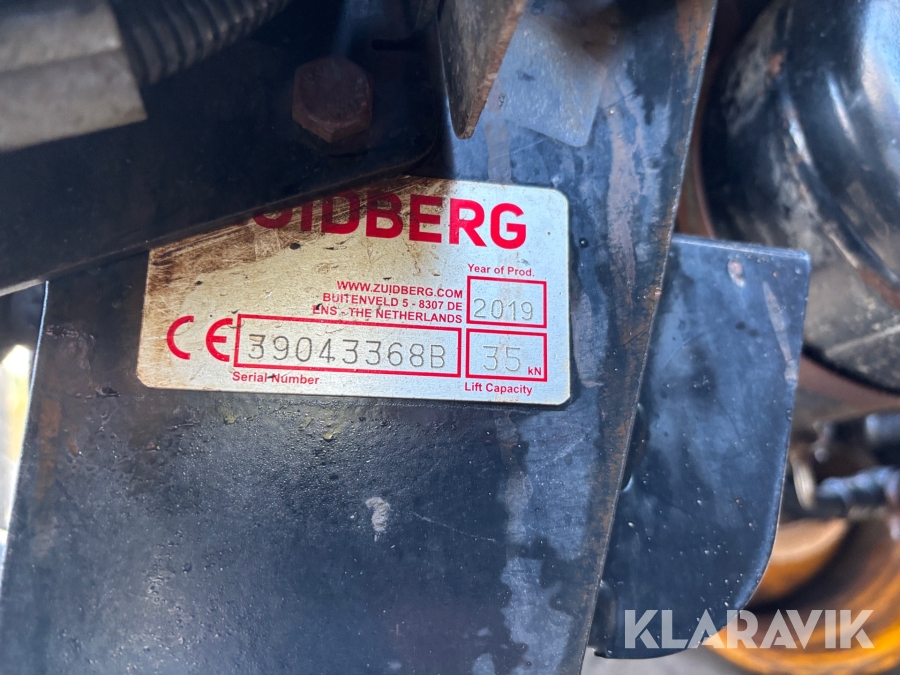 ZUIDBERG
Year of Prod.
WWW.ZUIDBERG.COM
BUITENVELD 5 - 8307 DE
ENS - THE NETHERLANDS
2019
CE 39043368B 35 kN
Serial Number Lift Capacity
KLARAVIK